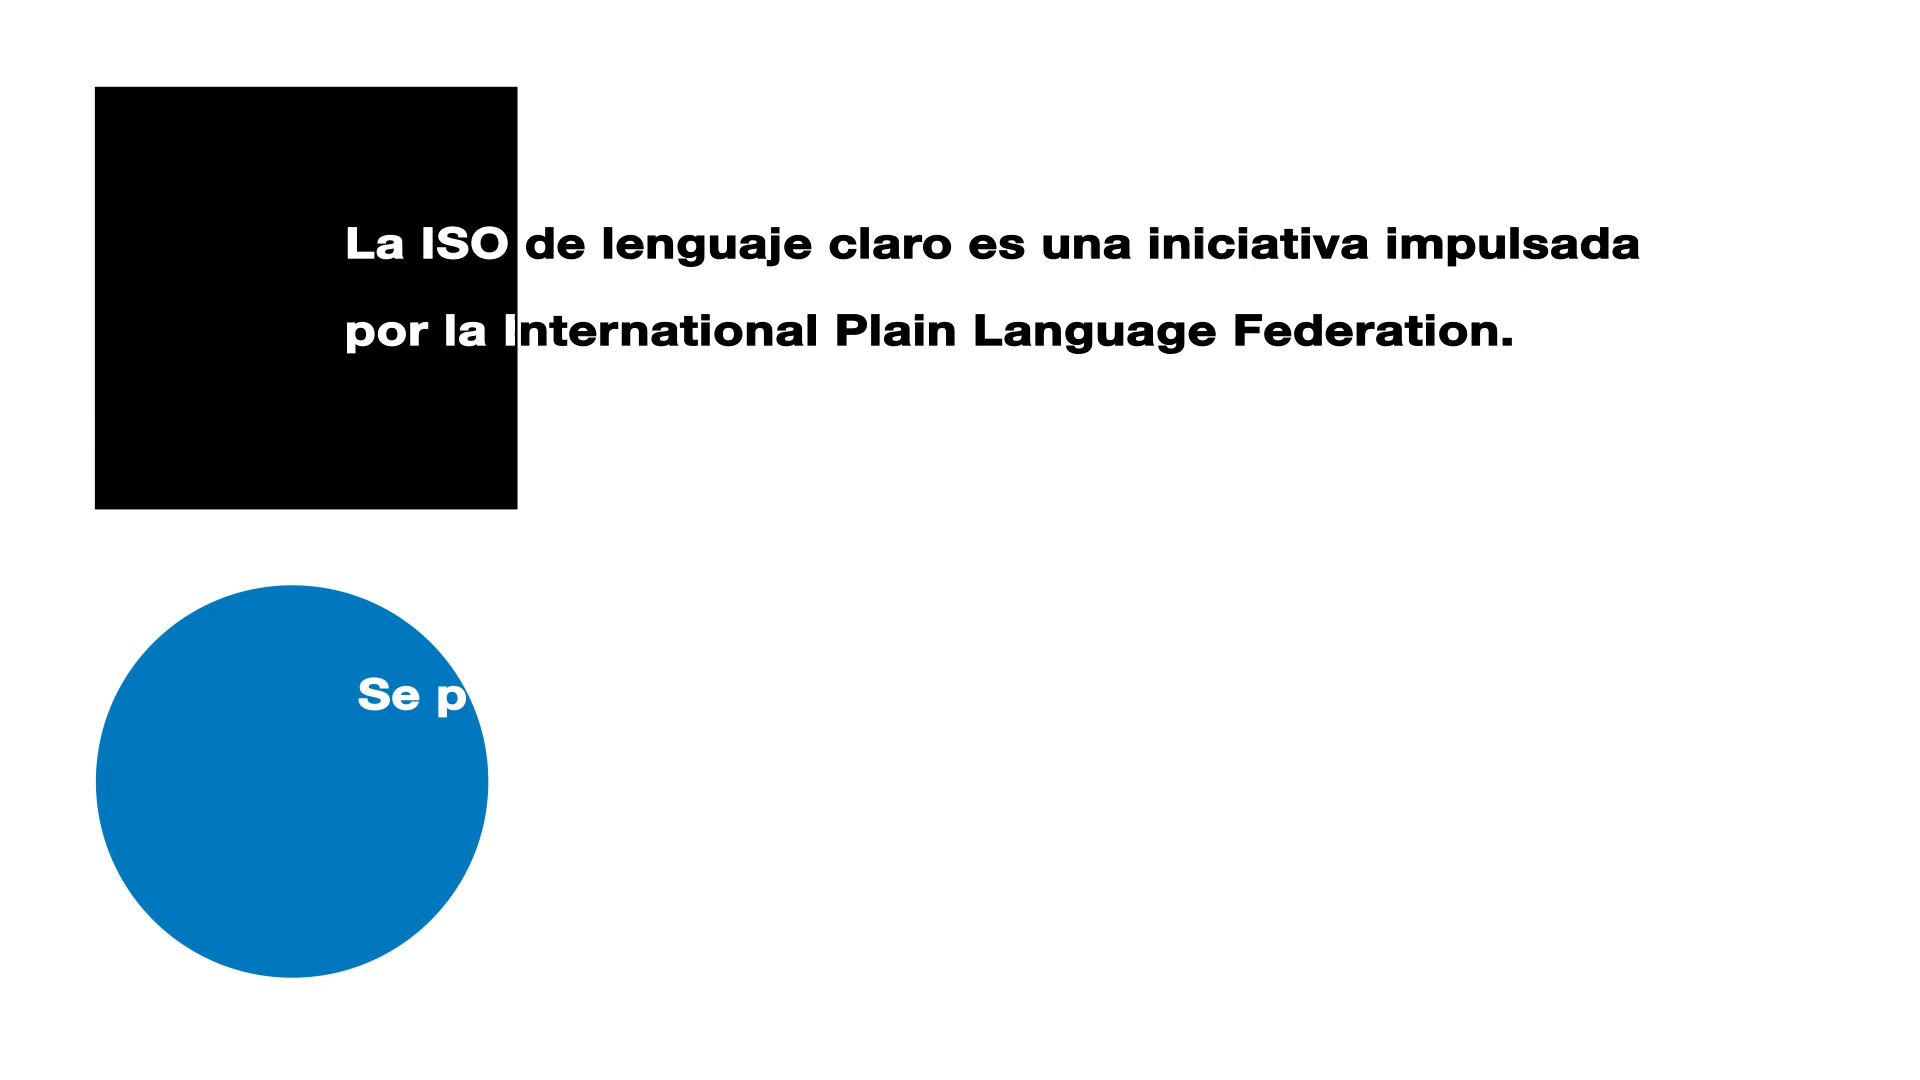 La ISO de lenguaje claro es una iniciativa impulsada
por la International Plain Language Federation.
Se p